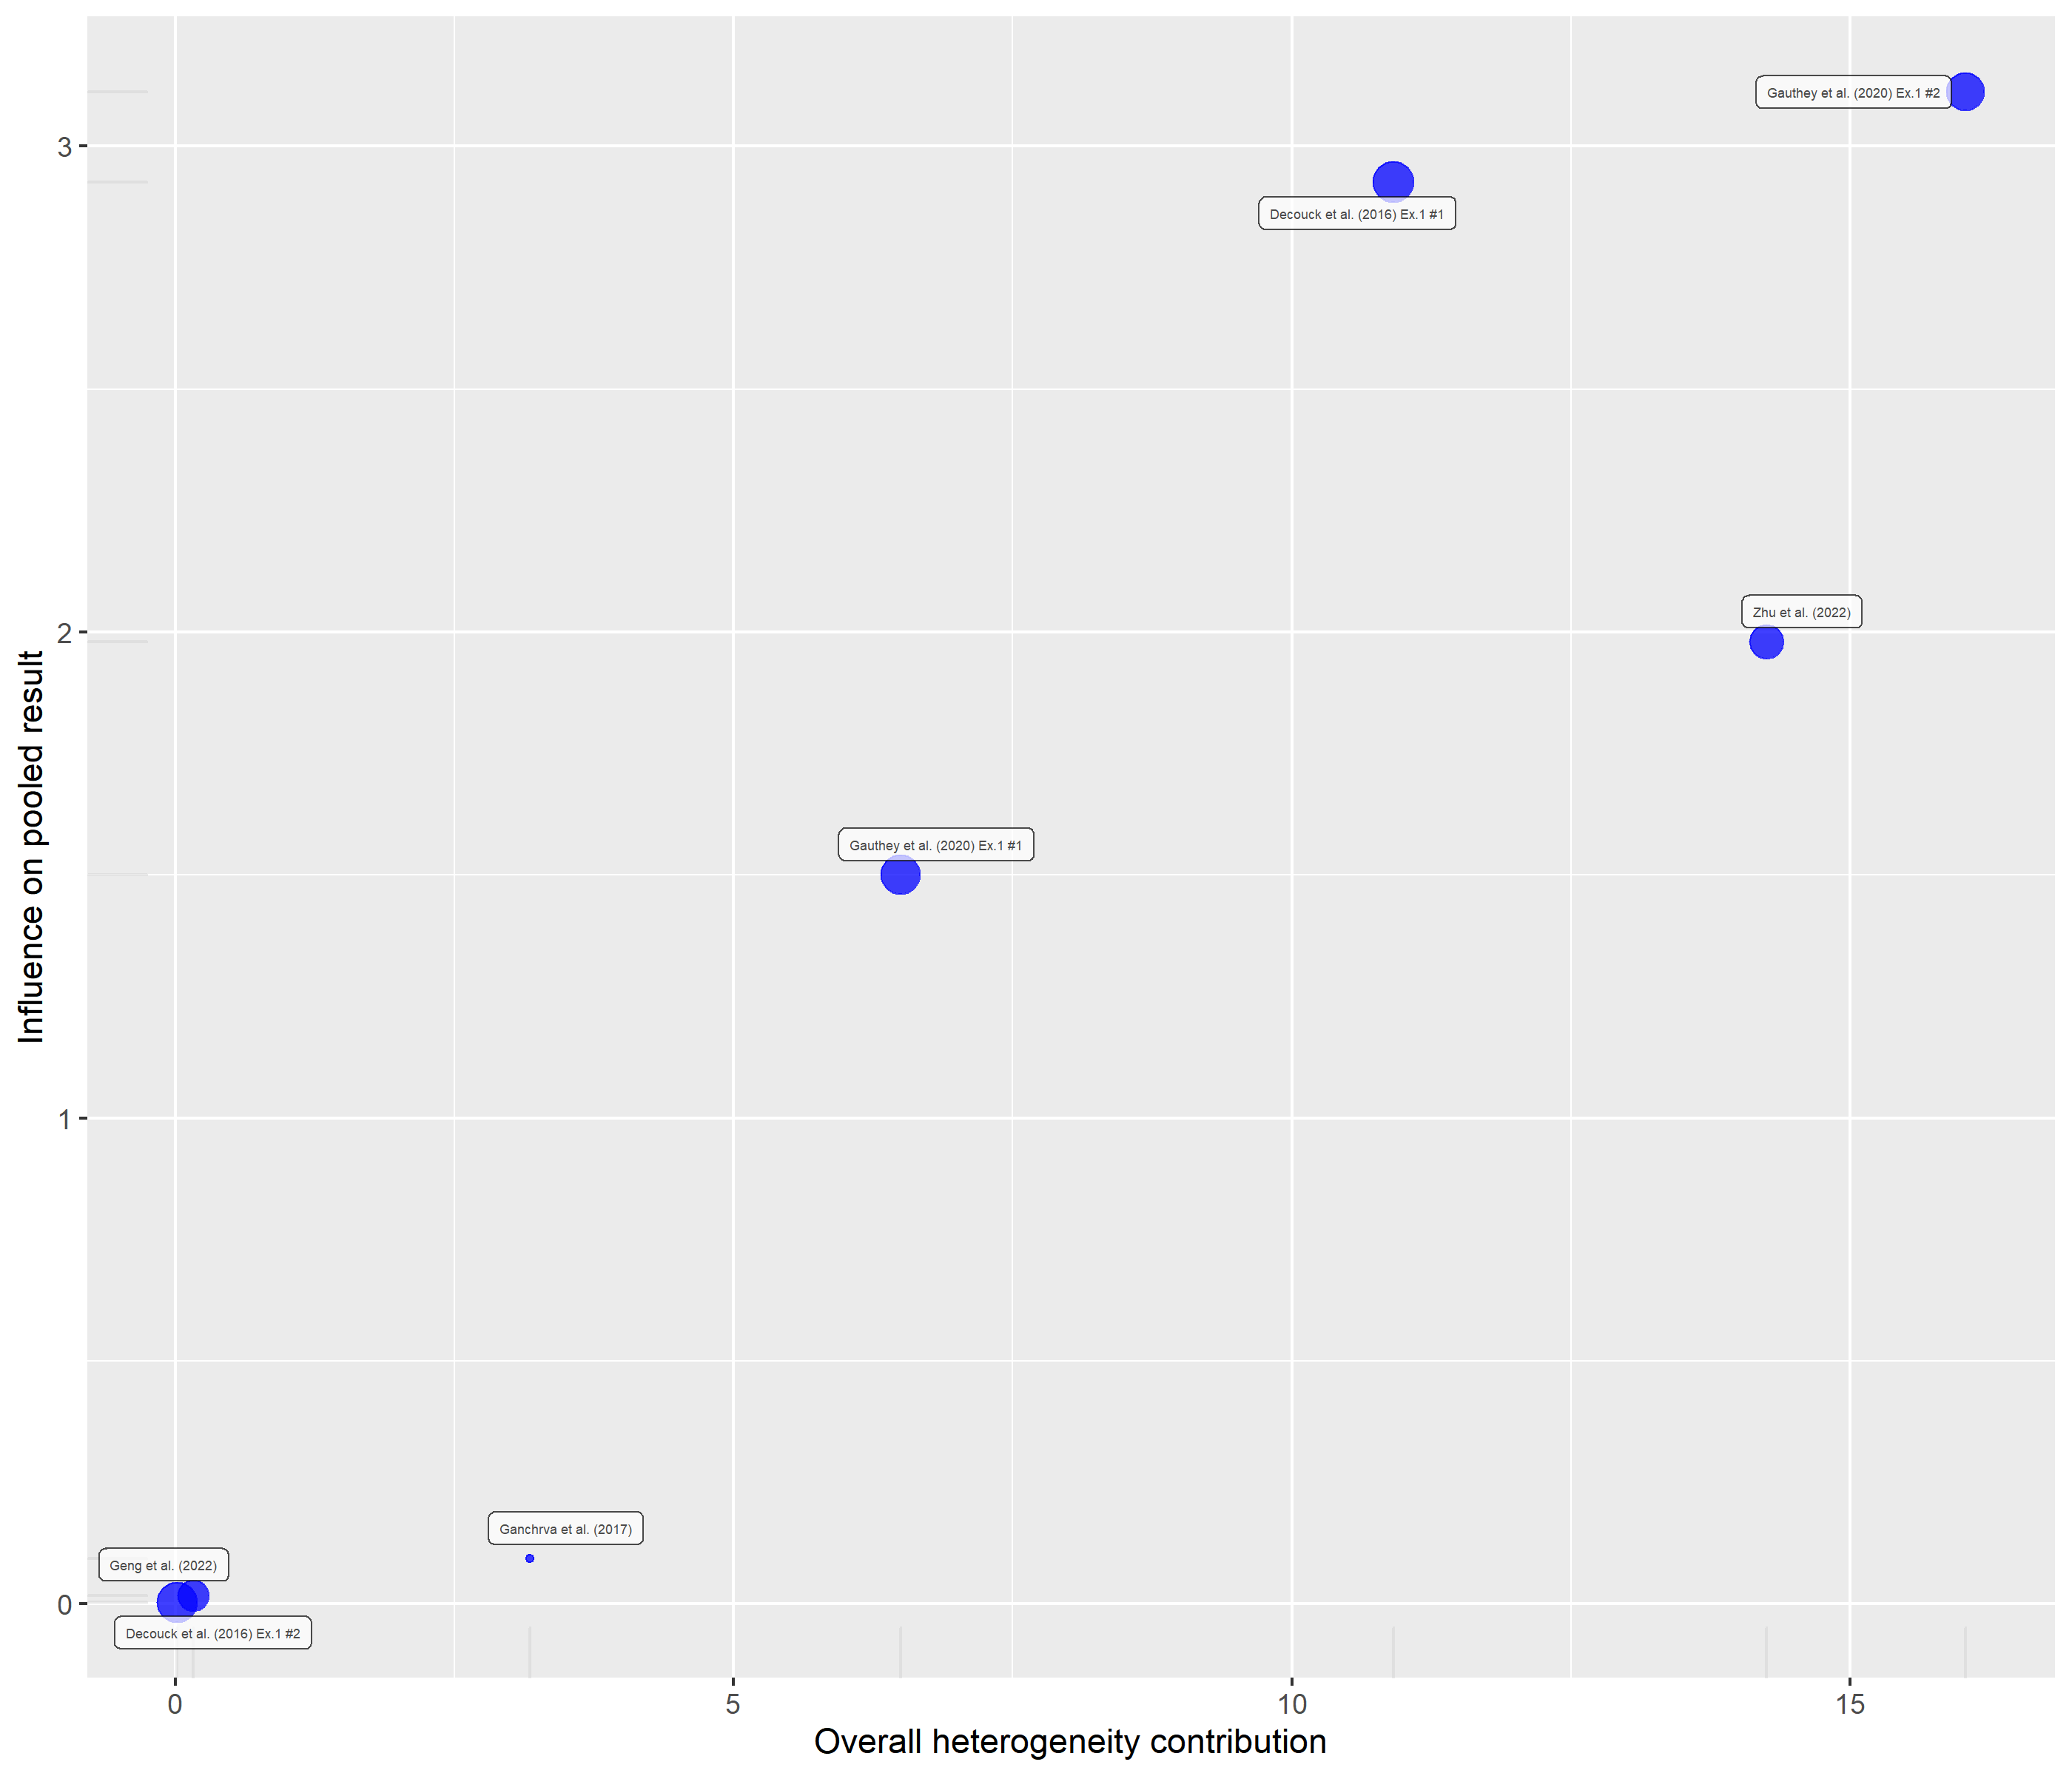 Gauthey et al. (2020) Ex.1 #2
3
Decouck et al. (2016) Ex.1 #1
Zhu et al. (2022)
2
Gauthey et al. (2020) Ex.1 #1
Influence on pooled result
1
Ganchrva et al. (2017)
Geng et al. (2022)
0
Decouck et al. (2016) Ex.1 #2
0 5 10 15
Overall heterogeneity contribution